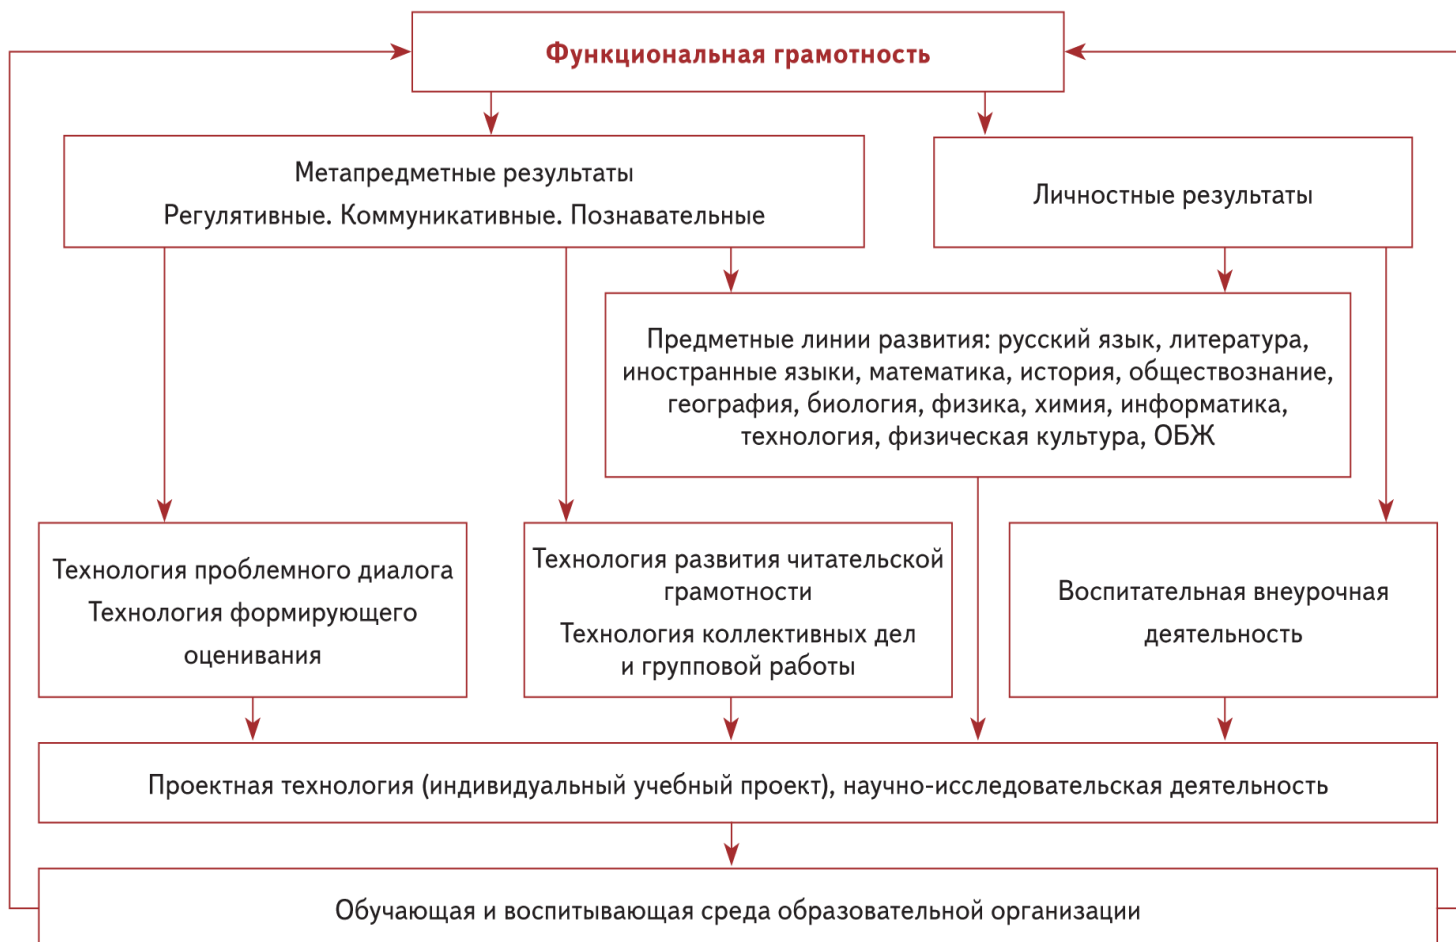 Функциональная грамотность
Метапредметные результаты
Регулятивные. Коммуникативные. Познавательные
Личностные результаты
Предметные линии развития: русский язык, литература,
иностранные языки, математика, история, обществознание,
география, биология, физика, химия, информатика,
технология, физическая культура, ОБЖ
Технология проблемного диалога
Технология формирующего
оценивания
Технология развития читательской
грамотности
Технология коллективных дел
и групповой работы
Воспитательная внеурочная
деятельность
Проектная технология (индивидуальный учебный проект), научно-исследовательская деятельность
Обучающая и воспитывающая среда образовательной организации